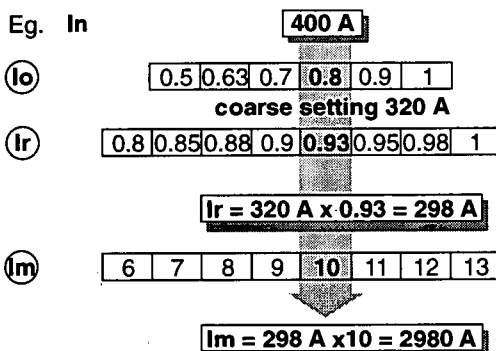 Eg. In 400 A
Io 0.5 0.63 0.7 0.8 0.9 1
coarse setting 320 A
Ir 0.8 0.85 0.88 0.9 0.93 0.95 0.98 1
Ir = 320 A x 0.93 = 298 A
Im 6 7 8 9 10 11 12 13
Im = 298 A x10 = 2980 A